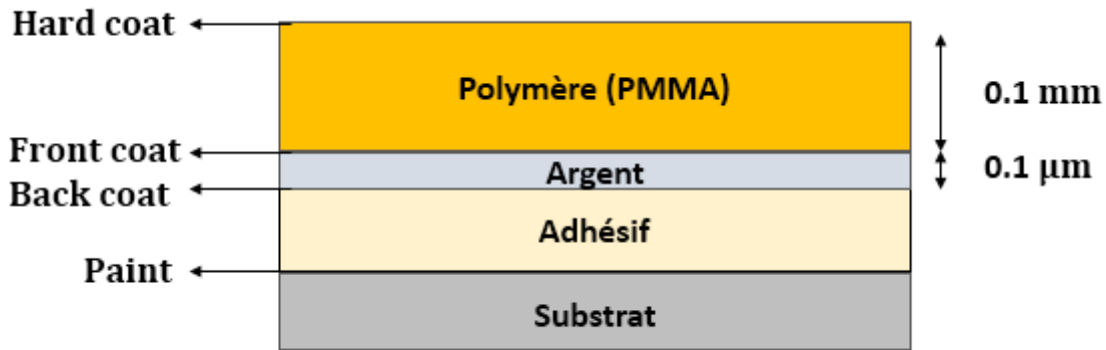 Hard coat
Polymère (PMMA)
0.1 mm
Front coat
Argent
0.1 μm
Back coat
Adhésif
Paint
Substrat